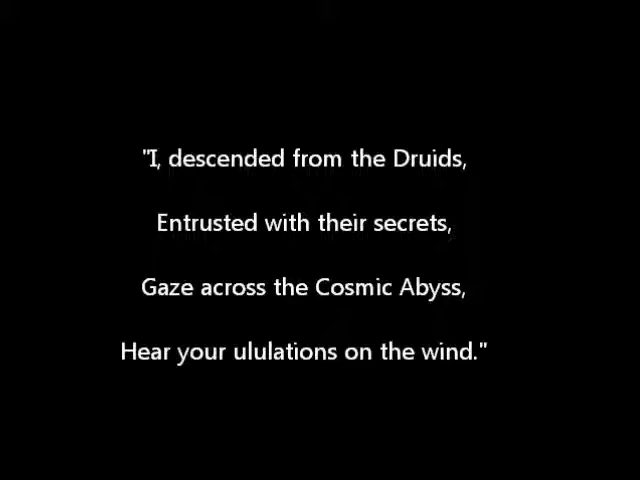 "I, descended from the Druids,
Entrusted with their secrets,
Gaze across the Cosmic Abyss,
Hear your ululations on the wind."